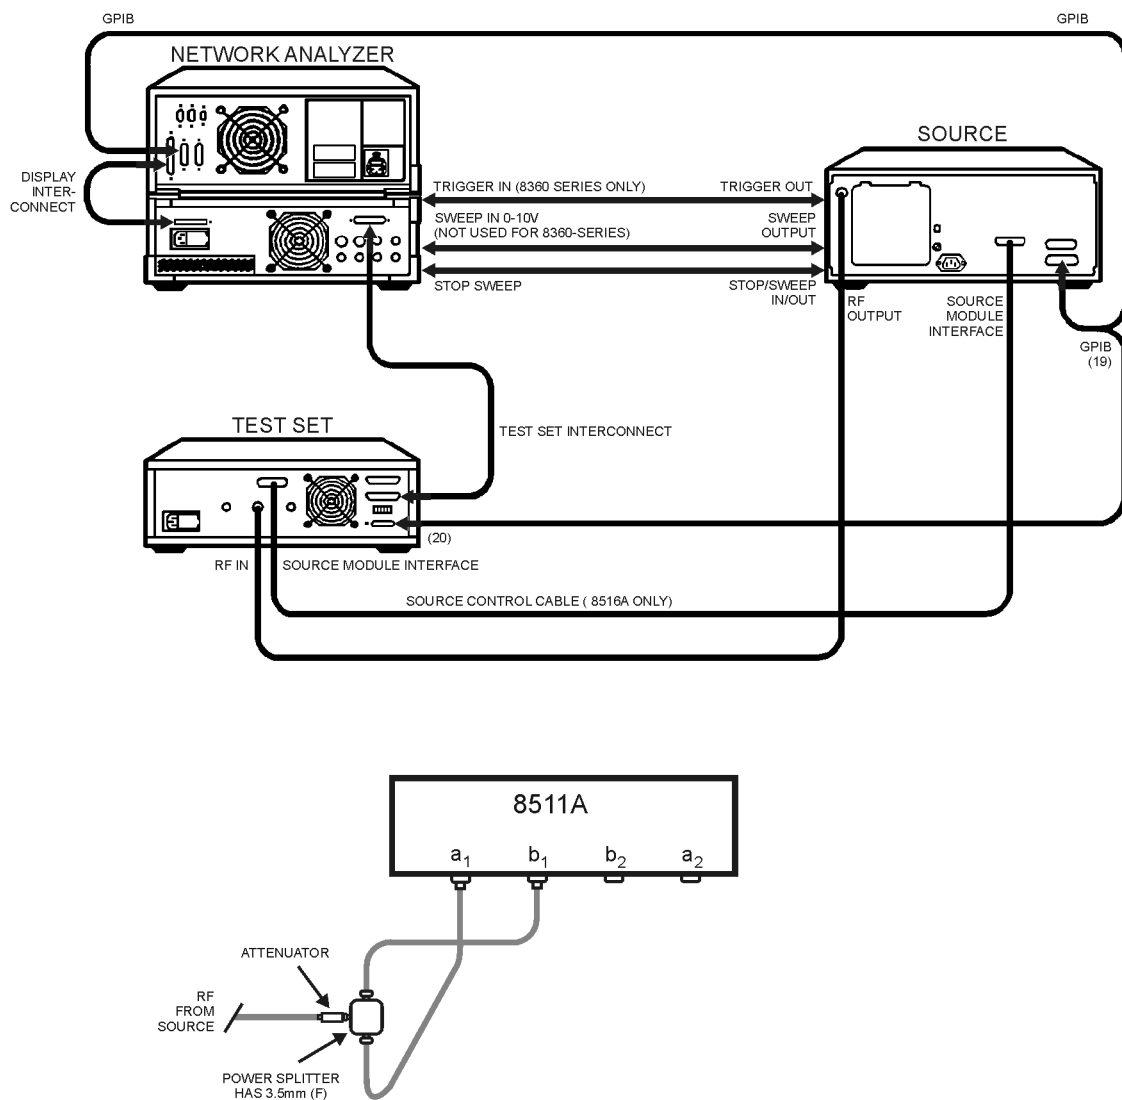 GPIB
GPIB
NETWORK ANALYZER
SOURCE
DISPLAY
INTER-
CONNECT
TRIGGER IN (8360 SERIES ONLY)
TRIGGER OUT
SWEEP IN 0-10V
(NOT USED FOR 8360-SERIES)
SWEEP
OUTPUT
STOP SWEEP
STOP/SWEEP
IN/OUT
RF
OUTPUT
SOURCE
MODULE
INTERFACE
GPIB
(19)
TEST SET
TEST SET INTERCONNECT
(20)
RF IN
SOURCE MODULE INTERFACE
SOURCE CONTROL CABLE ( 8516A ONLY)
8511A
a1
b1
b2
a2
ATTENUATOR
RF
FROM
SOURCE
POWER SPLITTER
HAS 3.5mm (F)